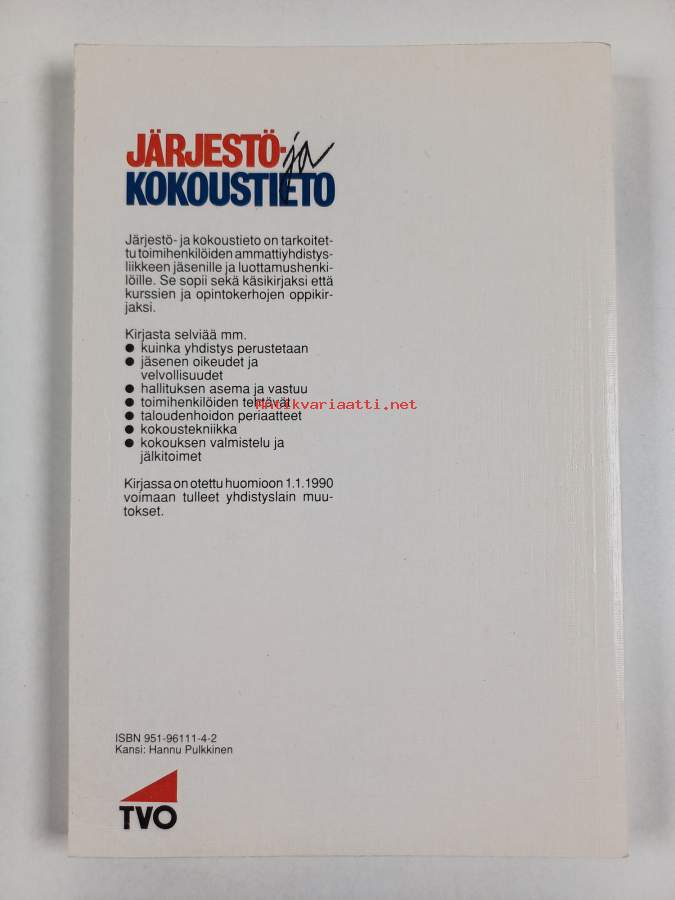 JÄRJESTÖ- ja
KOKOUSTIETO
Järjestö- ja kokoustieto on tarkoitet-
tu toimihenkilöiden ammattiyhdistys-
liikkeen jäsenille ja luottamushenki-
löille. Se sopii sekä käsikirjaksi että
kurssien ja opintokerhojen oppikir-
jaksi.
Kirjasta selviää mm.
● kuinka yhdistys perustetaan
● jäsenen oikeudet ja
velvollisuudet
● hallituksen asema ja vastuu
● toimihenkilöiden tehtävät
Antikvariaatti.net
● taloudenhoidon periaatteet
● kokoustekniikka
● kokouksen valmistelu ja
jälkitoimet
Kirjassa on otettu huomioon 1.1.1990
voimaan tulleet yhdistyslain muu-
tokset.
ISBN 951-96111-4-2
Kansi: Hannu Pulkkinen
TVO